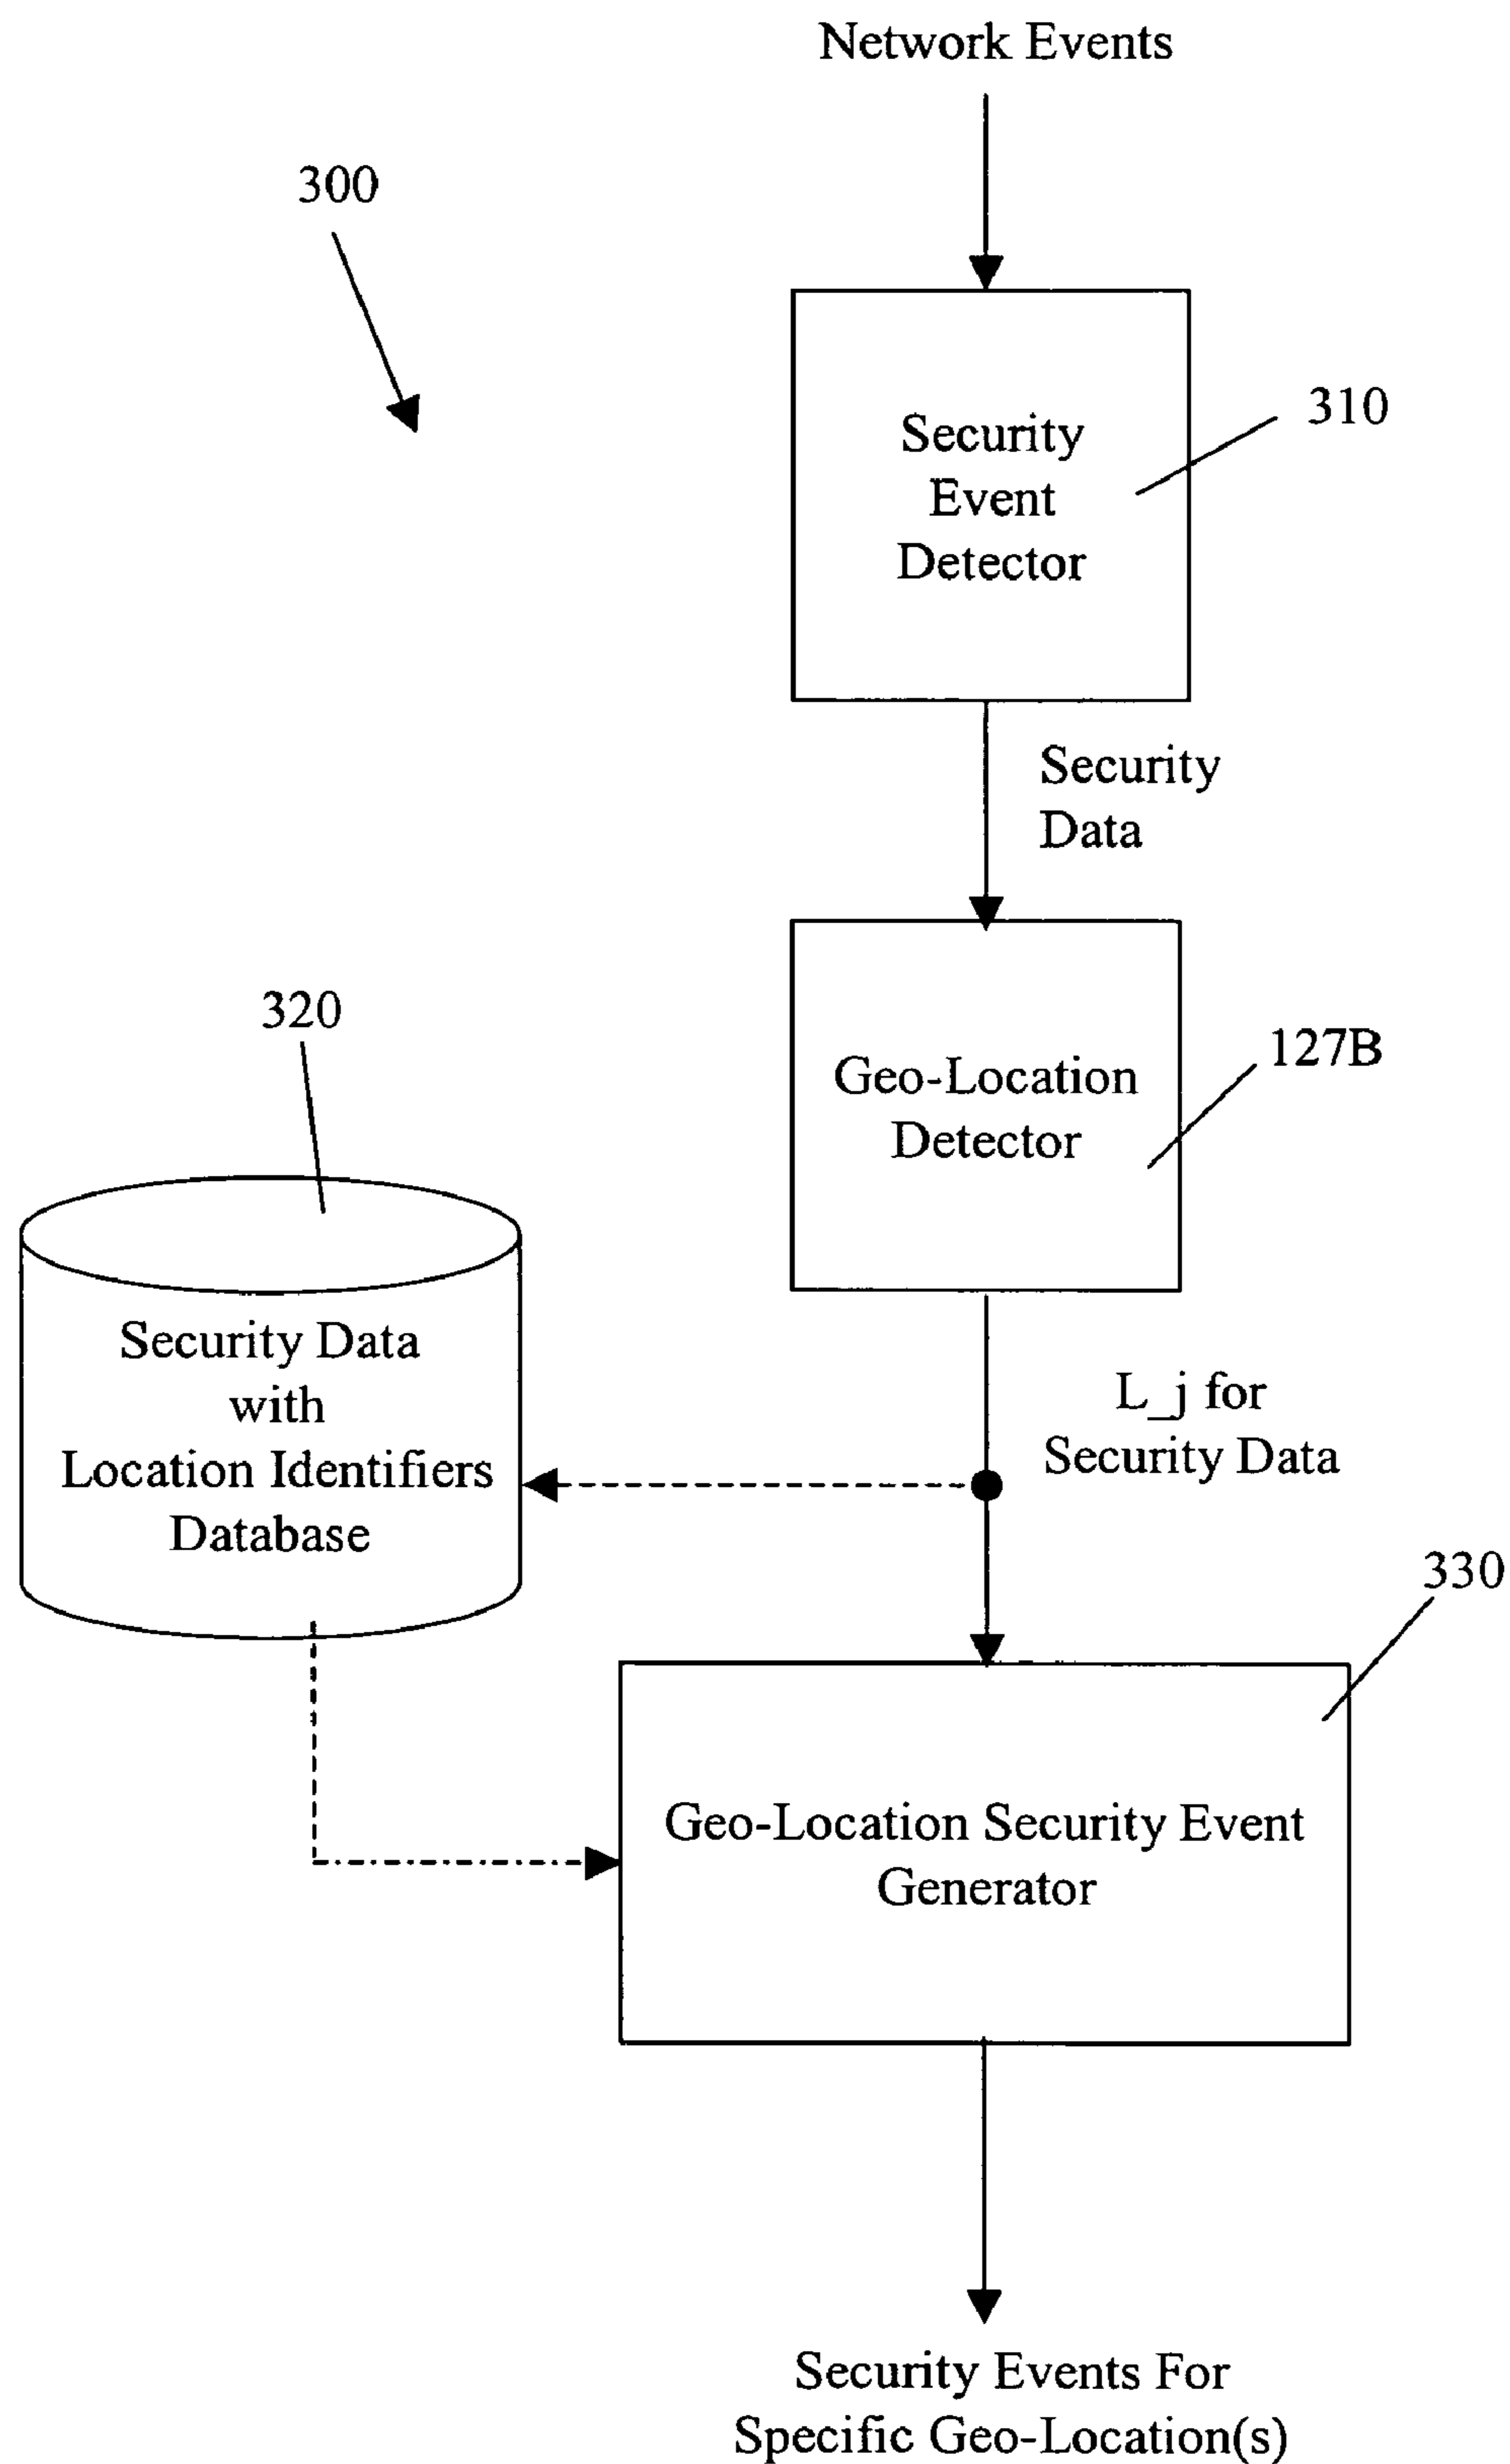 Network Events
300
310
Security
Event
Detector
Security
Data
320
127B
Geo-Location
Detector
Security Data
with
Location Identifiers
Database
L_j for
Security Data
330
Geo-Location Security Event
Generator
Security Events For
Specific Geo-Location(s)